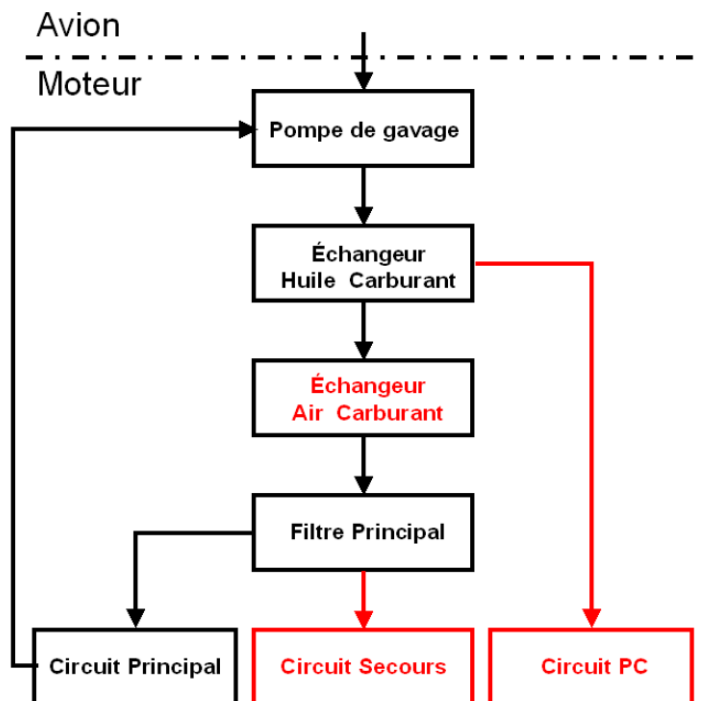 Avion
Moteur
Pompe de gavage
Échangeur
Huile Carburant
Échangeur
Air Carburant
Filtre Principal
Circuit Principal
Circuit Secours
Circuit PC